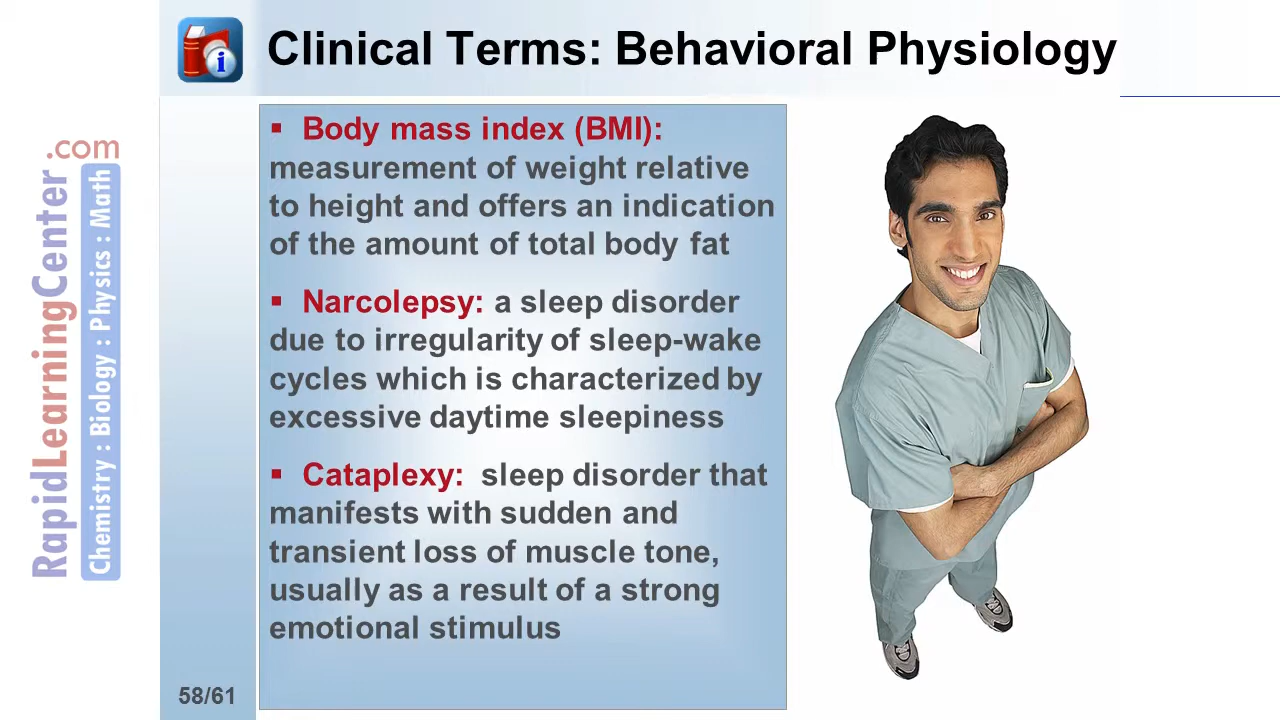 Clinical Terms: Behavioral Physiology
▪ Body mass index (BMI):
measurement of weight relative
to height and offers an indication
of the amount of total body fat
▪ Narcolepsy: a sleep disorder
due to irregularity of sleep-wake
cycles which is characterized by
excessive daytime sleepiness
▪ Cataplexy: sleep disorder that
manifests with sudden and
transient loss of muscle tone,
usually as a result of a strong
emotional stimulus
58/61
RapidLearningCenter.com
Chemistry : Biology : Physics : Math
i